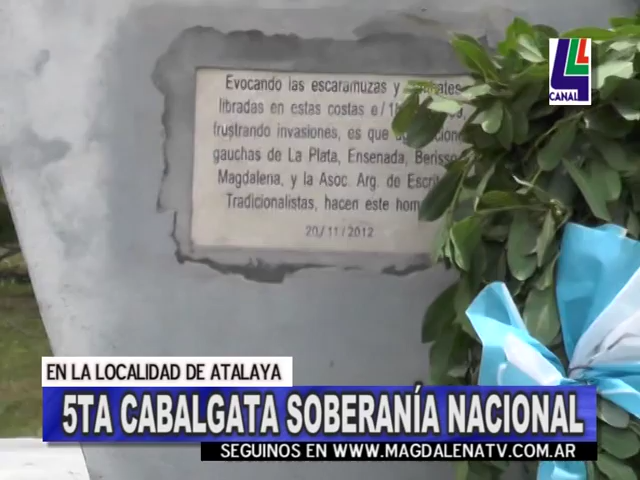 Evocando las escaramuzas y
libradas en estas costas e/
frustrando invasiones, es que
gauchas de La Plata, Ensenada, Berisso
Magdalena, y la Asoc. Arg. de
Tradicionalistas, hacen este
20/11/2012
L
CANAL
EN LA LOCALIDAD DE ATALAYA
5TA CABALGATA SOBERANÍA NACIONAL
SEGUINOS EN WWW.MAGDALENATV.COM.AR